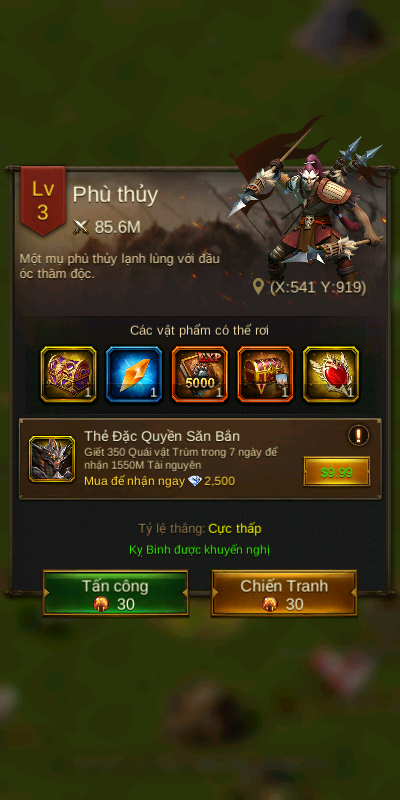 Lv
3
Phù thủy
85.6M
Một mụ phù thủy lạnh lùng với đầu
óc thâm độc.
(X:541 Y:919)
Các vật phẩm có thể rơi
1
1
EXP
5000
1
V
1
1
Thẻ Đặc Quyền Săn Bắn
Giết 350 Quái vật Trùm trong 7 ngày để
nhận 1550M Tài nguyên
Mua để nhận ngay 2,500
$9.99
Tỷ lệ thắng: Cực thấp
Kỵ Binh được khuyến nghị
Tấn công
30
Chiến Tranh
30